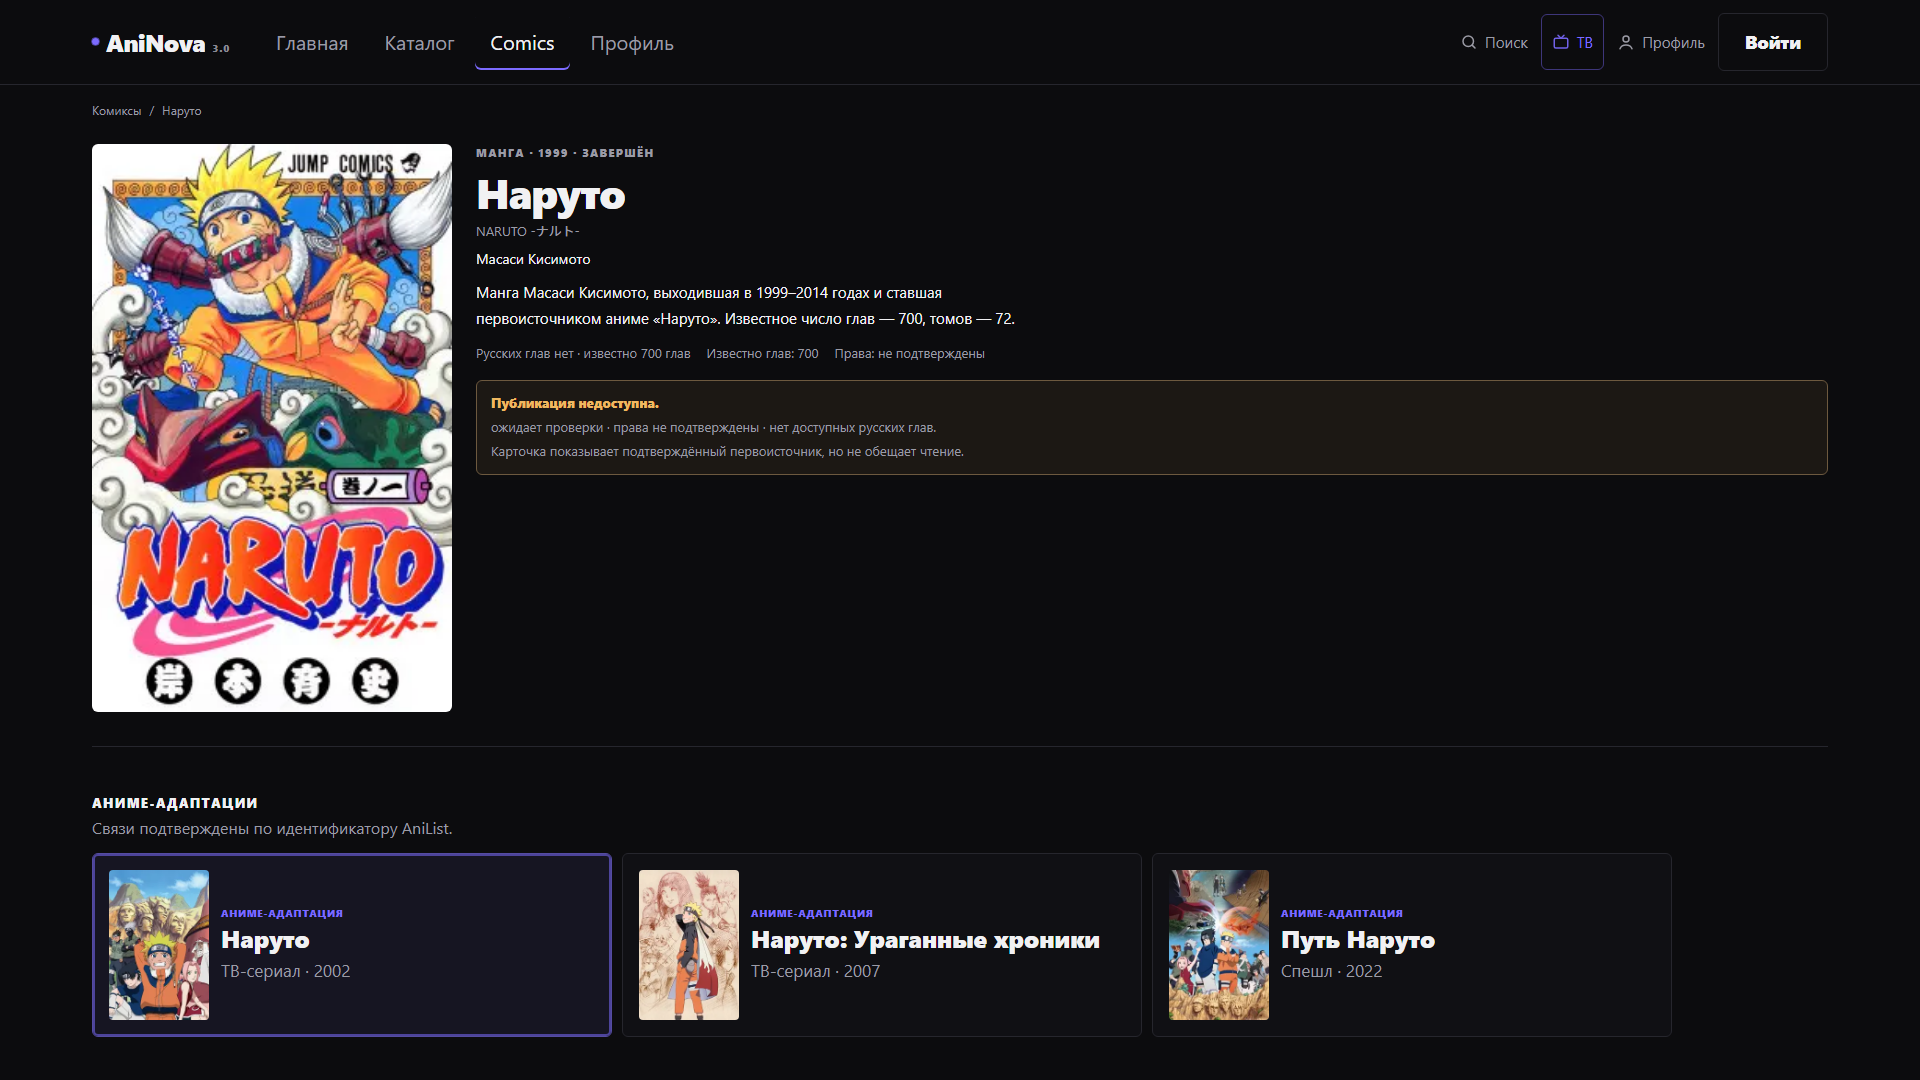 AniNova 3.0
Главная
Каталог
Comics
Профиль
Поиск
ТВ
Профиль
Войти
Комиксы / Наруто
JUMP COMICS
忍道
巻ノ一
NARUTO
-ナルト-
岸本斉史
МАНГА · 1999 · ЗАВЕРШЁН
Наруто
NARUTO -ナルト-
Масаси Кисимото
Манга Масаси Кисимото, выходившая в 1999–2014 годах и ставшая
первоисточником аниме «Наруто». Известное число глав — 700, томов — 72.
Русских глав нет · известно 700 глав
Известно глав: 700
Права: не подтверждены
Публикация недоступна.
ожидает проверки · права не подтверждены · нет доступных русских глав.
Карточка показывает подтверждённый первоисточник, но не обещает чтение.
АНИМЕ-АДАПТАЦИИ
Связи подтверждены по идентификатору AniList.
АНИМЕ-АДАПТАЦИЯ
Наруто
ТВ-сериал · 2002
АНИМЕ-АДАПТАЦИЯ
Наруто: Ураганные хроники
ТВ-сериал · 2007
АНИМЕ-АДАПТАЦИЯ
Путь Наруто
Спешл · 2022